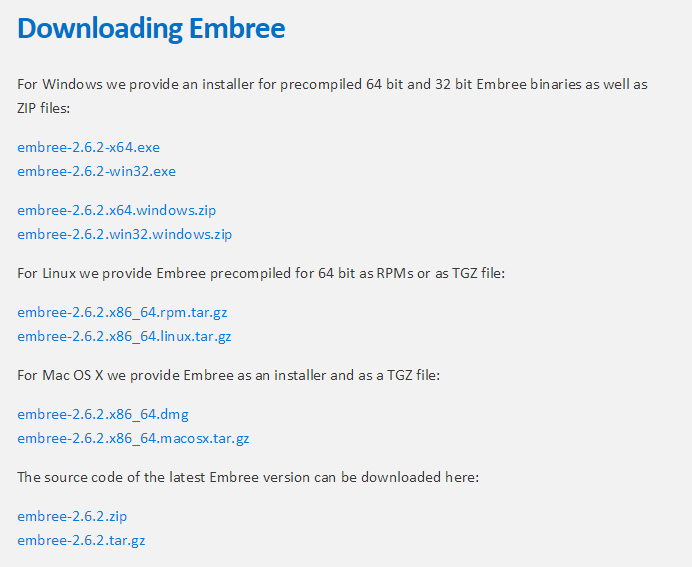 Downloading Embree
For Windows we provide an installer for precompiled 64 bit and 32 bit Embree binaries as well as
ZIP files:
embree-2.6.2-x64.exe
embree-2.6.2-win32.exe
embree-2.6.2.x64.windows.zip
embree-2.6.2.win32.windows.zip
For Linux we provide Embree precompiled for 64 bit as RPMs or as TGZ file:
embree-2.6.2.x86_64.rpm.tar.gz
embree-2.6.2.x86_64.linux.tar.gz
For Mac OS X we provide Embree as an installer and as a TGZ file:
embree-2.6.2.x86_64.dmg
embree-2.6.2.x86_64.macosx.tar.gz
The source code of the latest Embree version can be downloaded here:
embree-2.6.2.zip
embree-2.6.2.tar.gz